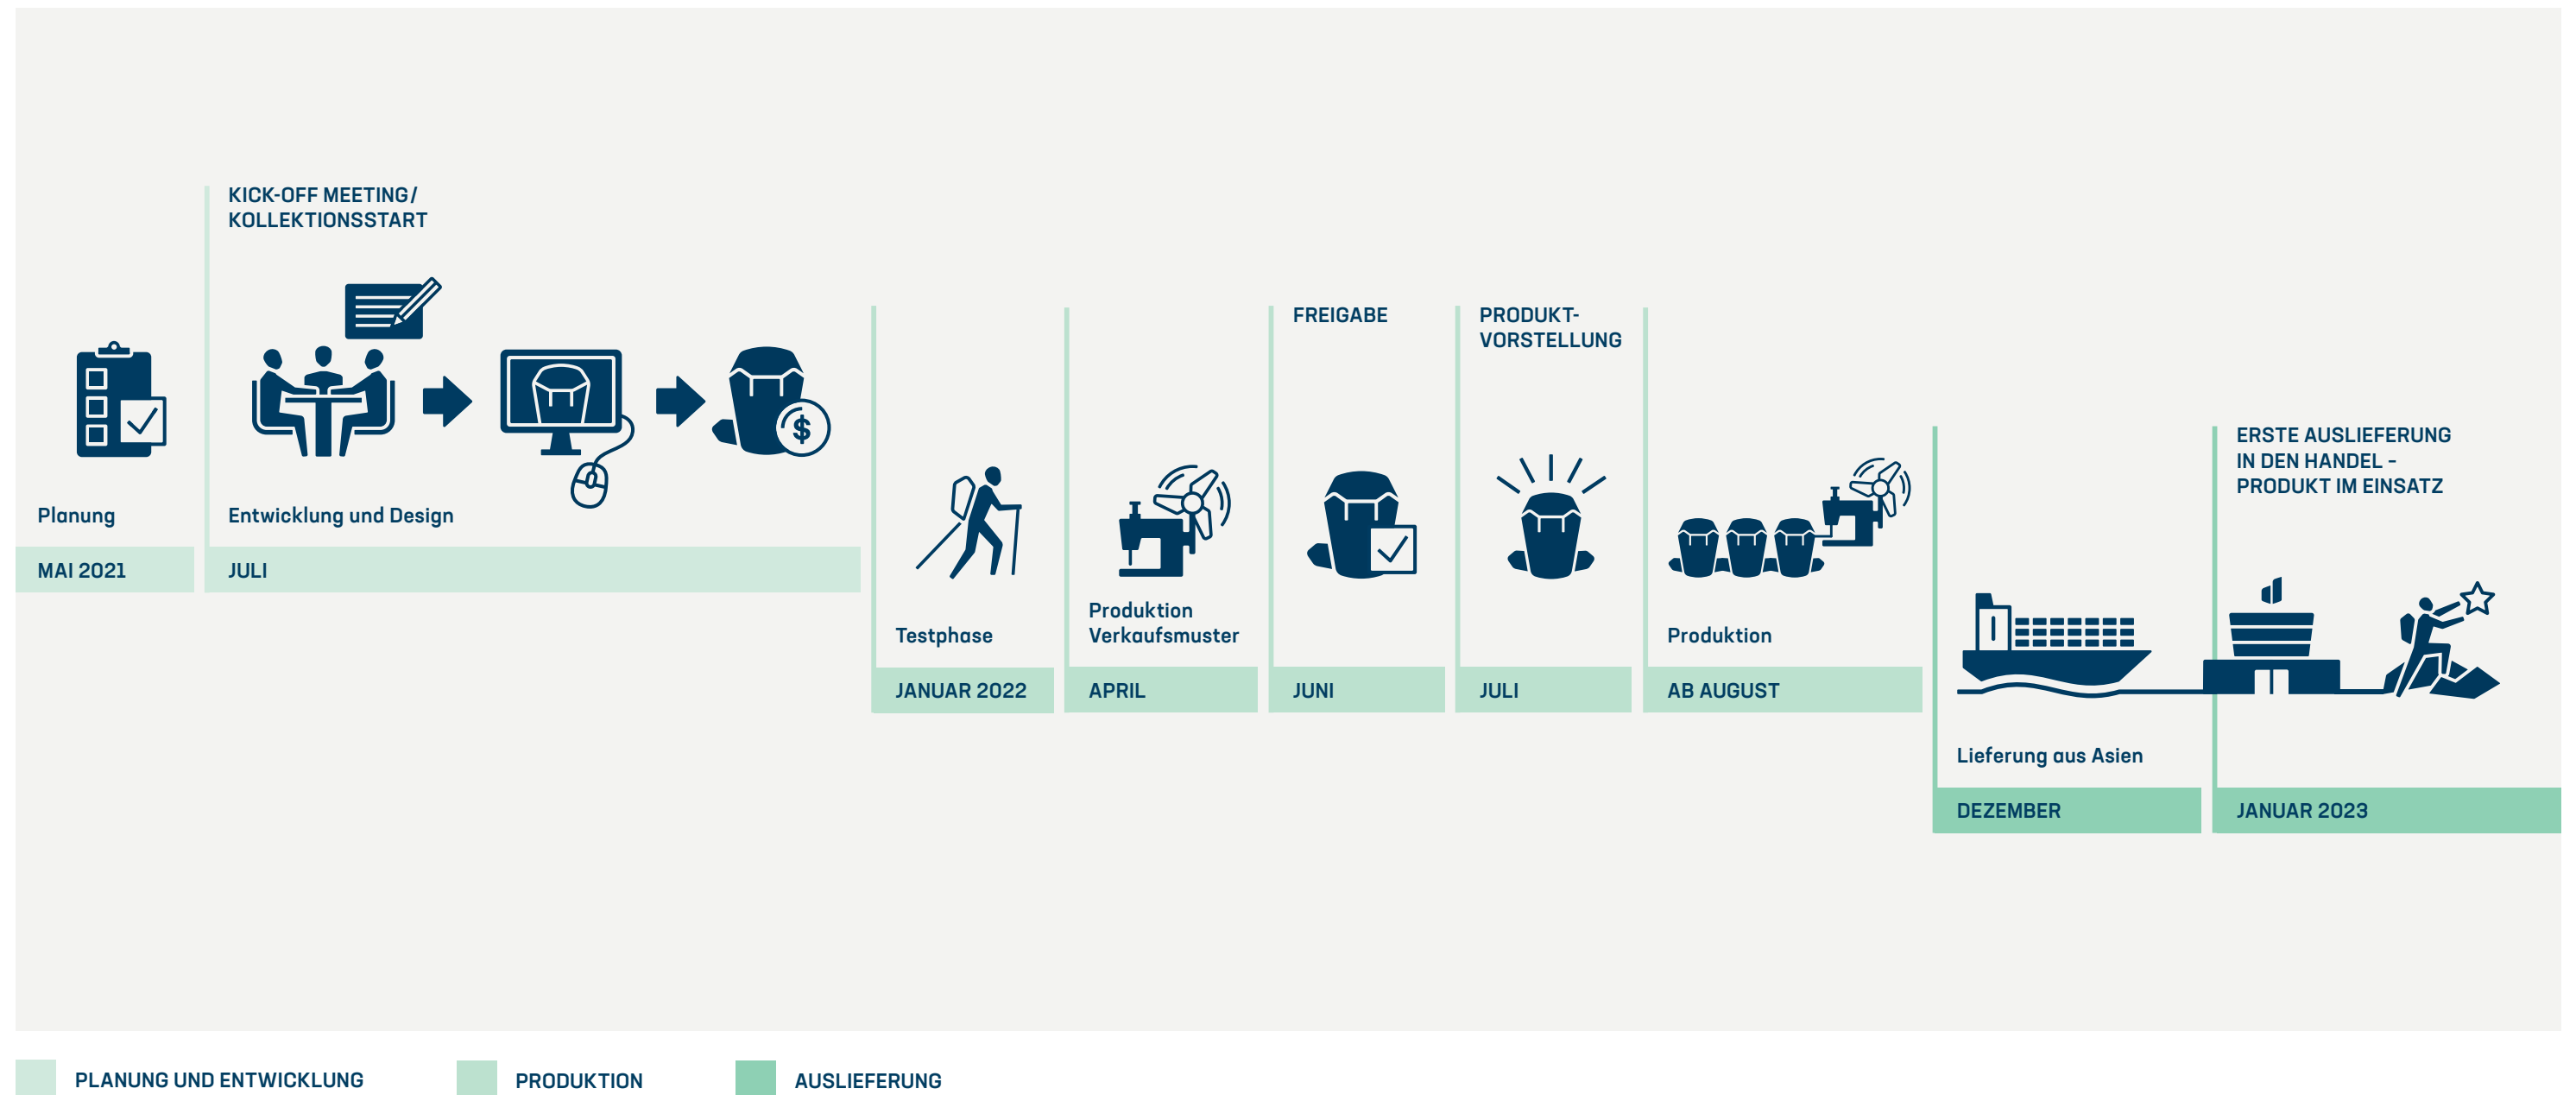 KICK-OFF MEETING/
KOLLEKTIONSSTART
Planung
MAI 2021
$
Entwicklung und Design
JULI
Testphase
JANUAR 2022
Produktion
Verkaufsmuster
APRIL
FREIGABE
JUNI
PRODUKT-
VORSTELLUNG
JULI
Produktion
AB AUGUST
Lieferung aus Asien
DEZEMBER
ERSTE AUSLIEFERUNG
IN DEN HANDEL –
PRODUKT IM EINSATZ
JANUAR 2023
PLANUNG UND ENTWICKLUNG
PRODUKTION
AUSLIEFERUNG